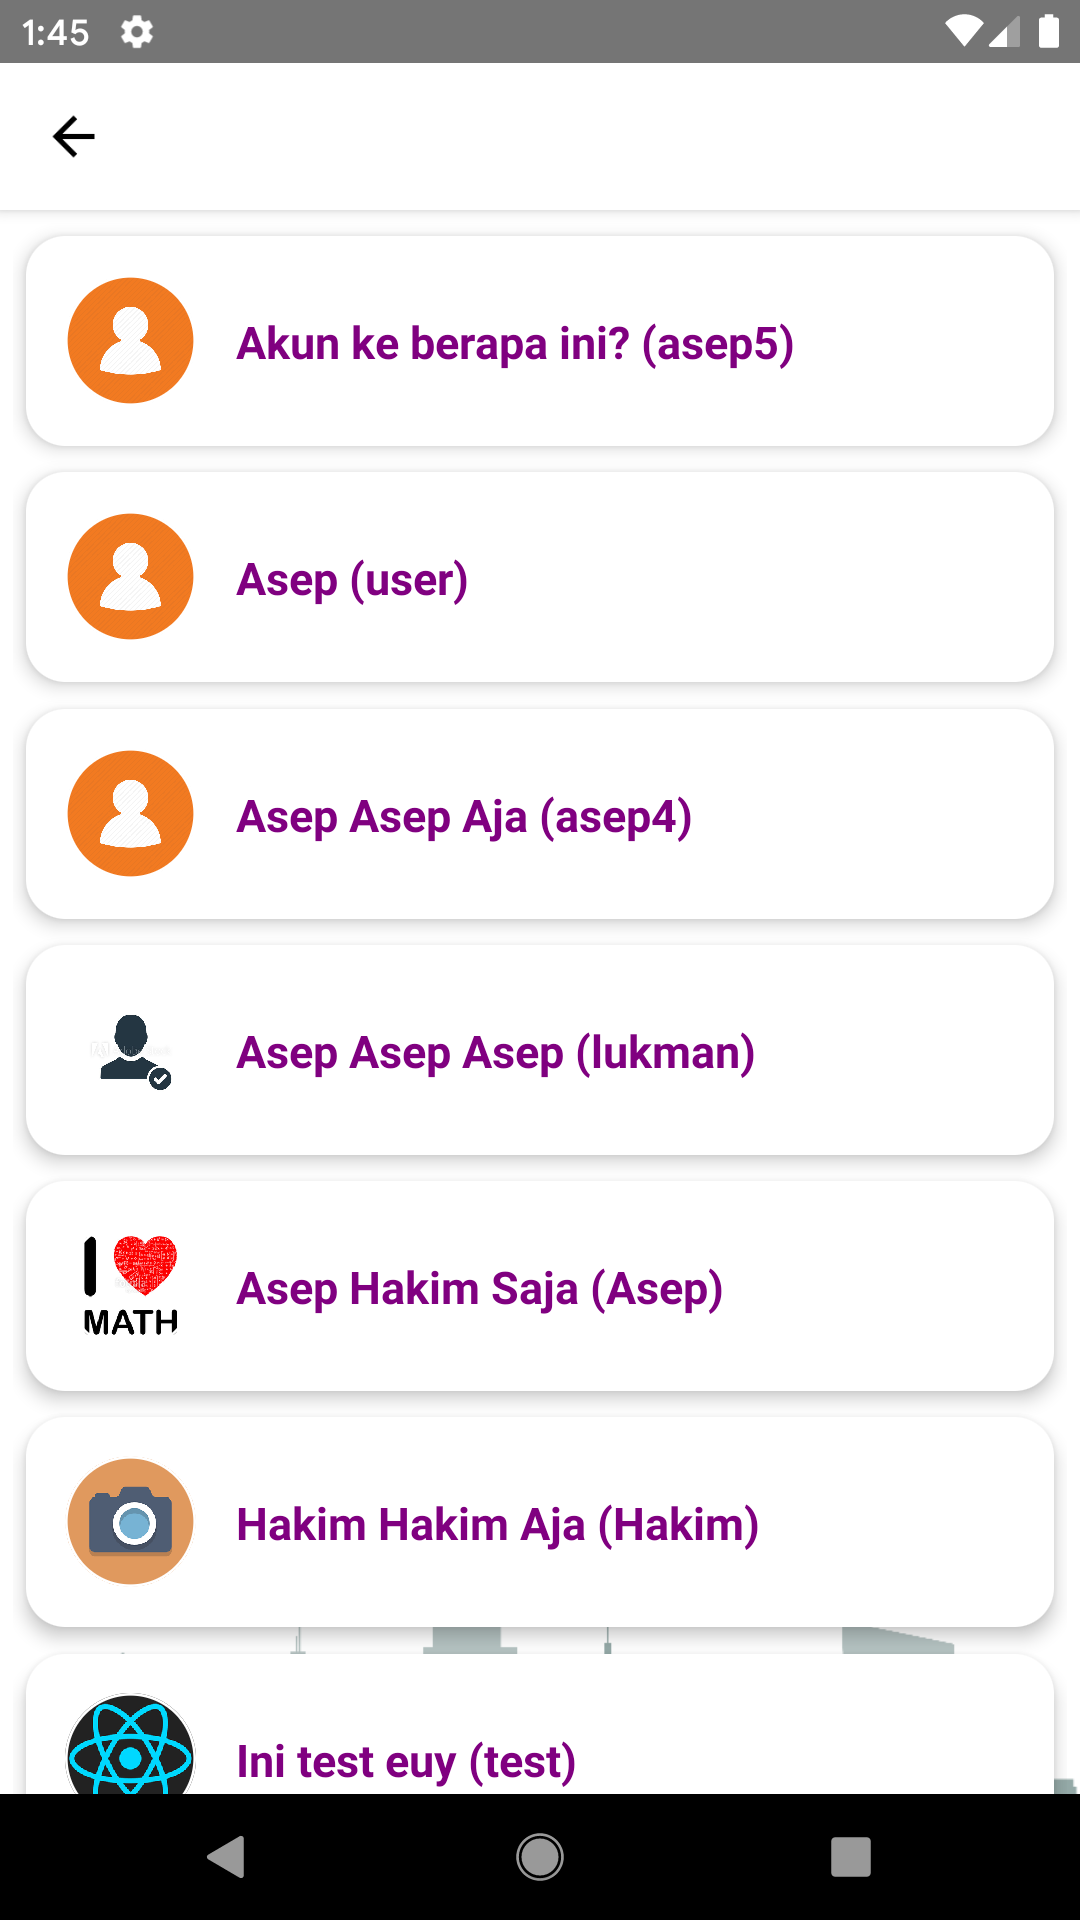 1:45
Akun ke berapa ini? (asep5)
Asep (user)
Asep Asep Aja (asep4)
Asep Asep Asep (lukman)
I
MATH
Asep Hakim Saja (Asep)
Hakim Hakim Aja (Hakim)
Ini test euy (test)